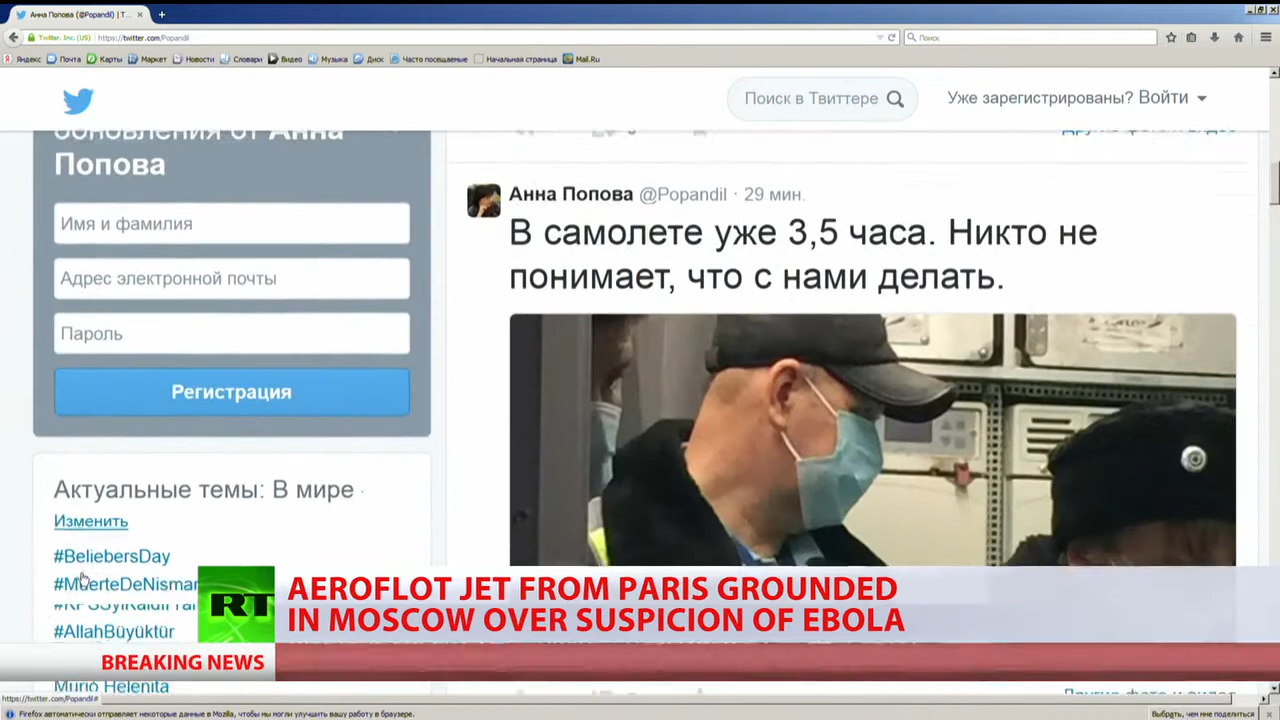 Анна Попова (@Popandil) | Т...
Twitter, Inc. (US) https://twitter.com/Popandil
Поиск
Яндекс Почта Карты Маркет Новости Словари Видео Музыка Диск Часто посещаемые Начальная страница Mail.Ru
Поиск в Твиттере Уже зарегистрированы? Войти
обновления от Анна
Попова
Имя и фамилия
Адрес электронной почты
Пароль
Регистрация
Анна Попова @Popandil · 29 мин.
В самолете уже 3,5 часа. Никто не
понимает, что с нами делать.
Актуальные темы: В мире ·
Изменить
#BeliebersDay
#MuerteDeNisman
#AllahBüyüktür
Murió Helenita
RT
AEROFLOT JET FROM PARIS GROUNDED
IN MOSCOW OVER SUSPICION OF EBOLA
BREAKING NEWS
https://twitter.com/Popandil#
Firefox автоматически отправляет некоторые данные в Mozilla, чтобы мы могли улучшить вашу работу в браузере.
Выбрать, чем мне поделиться